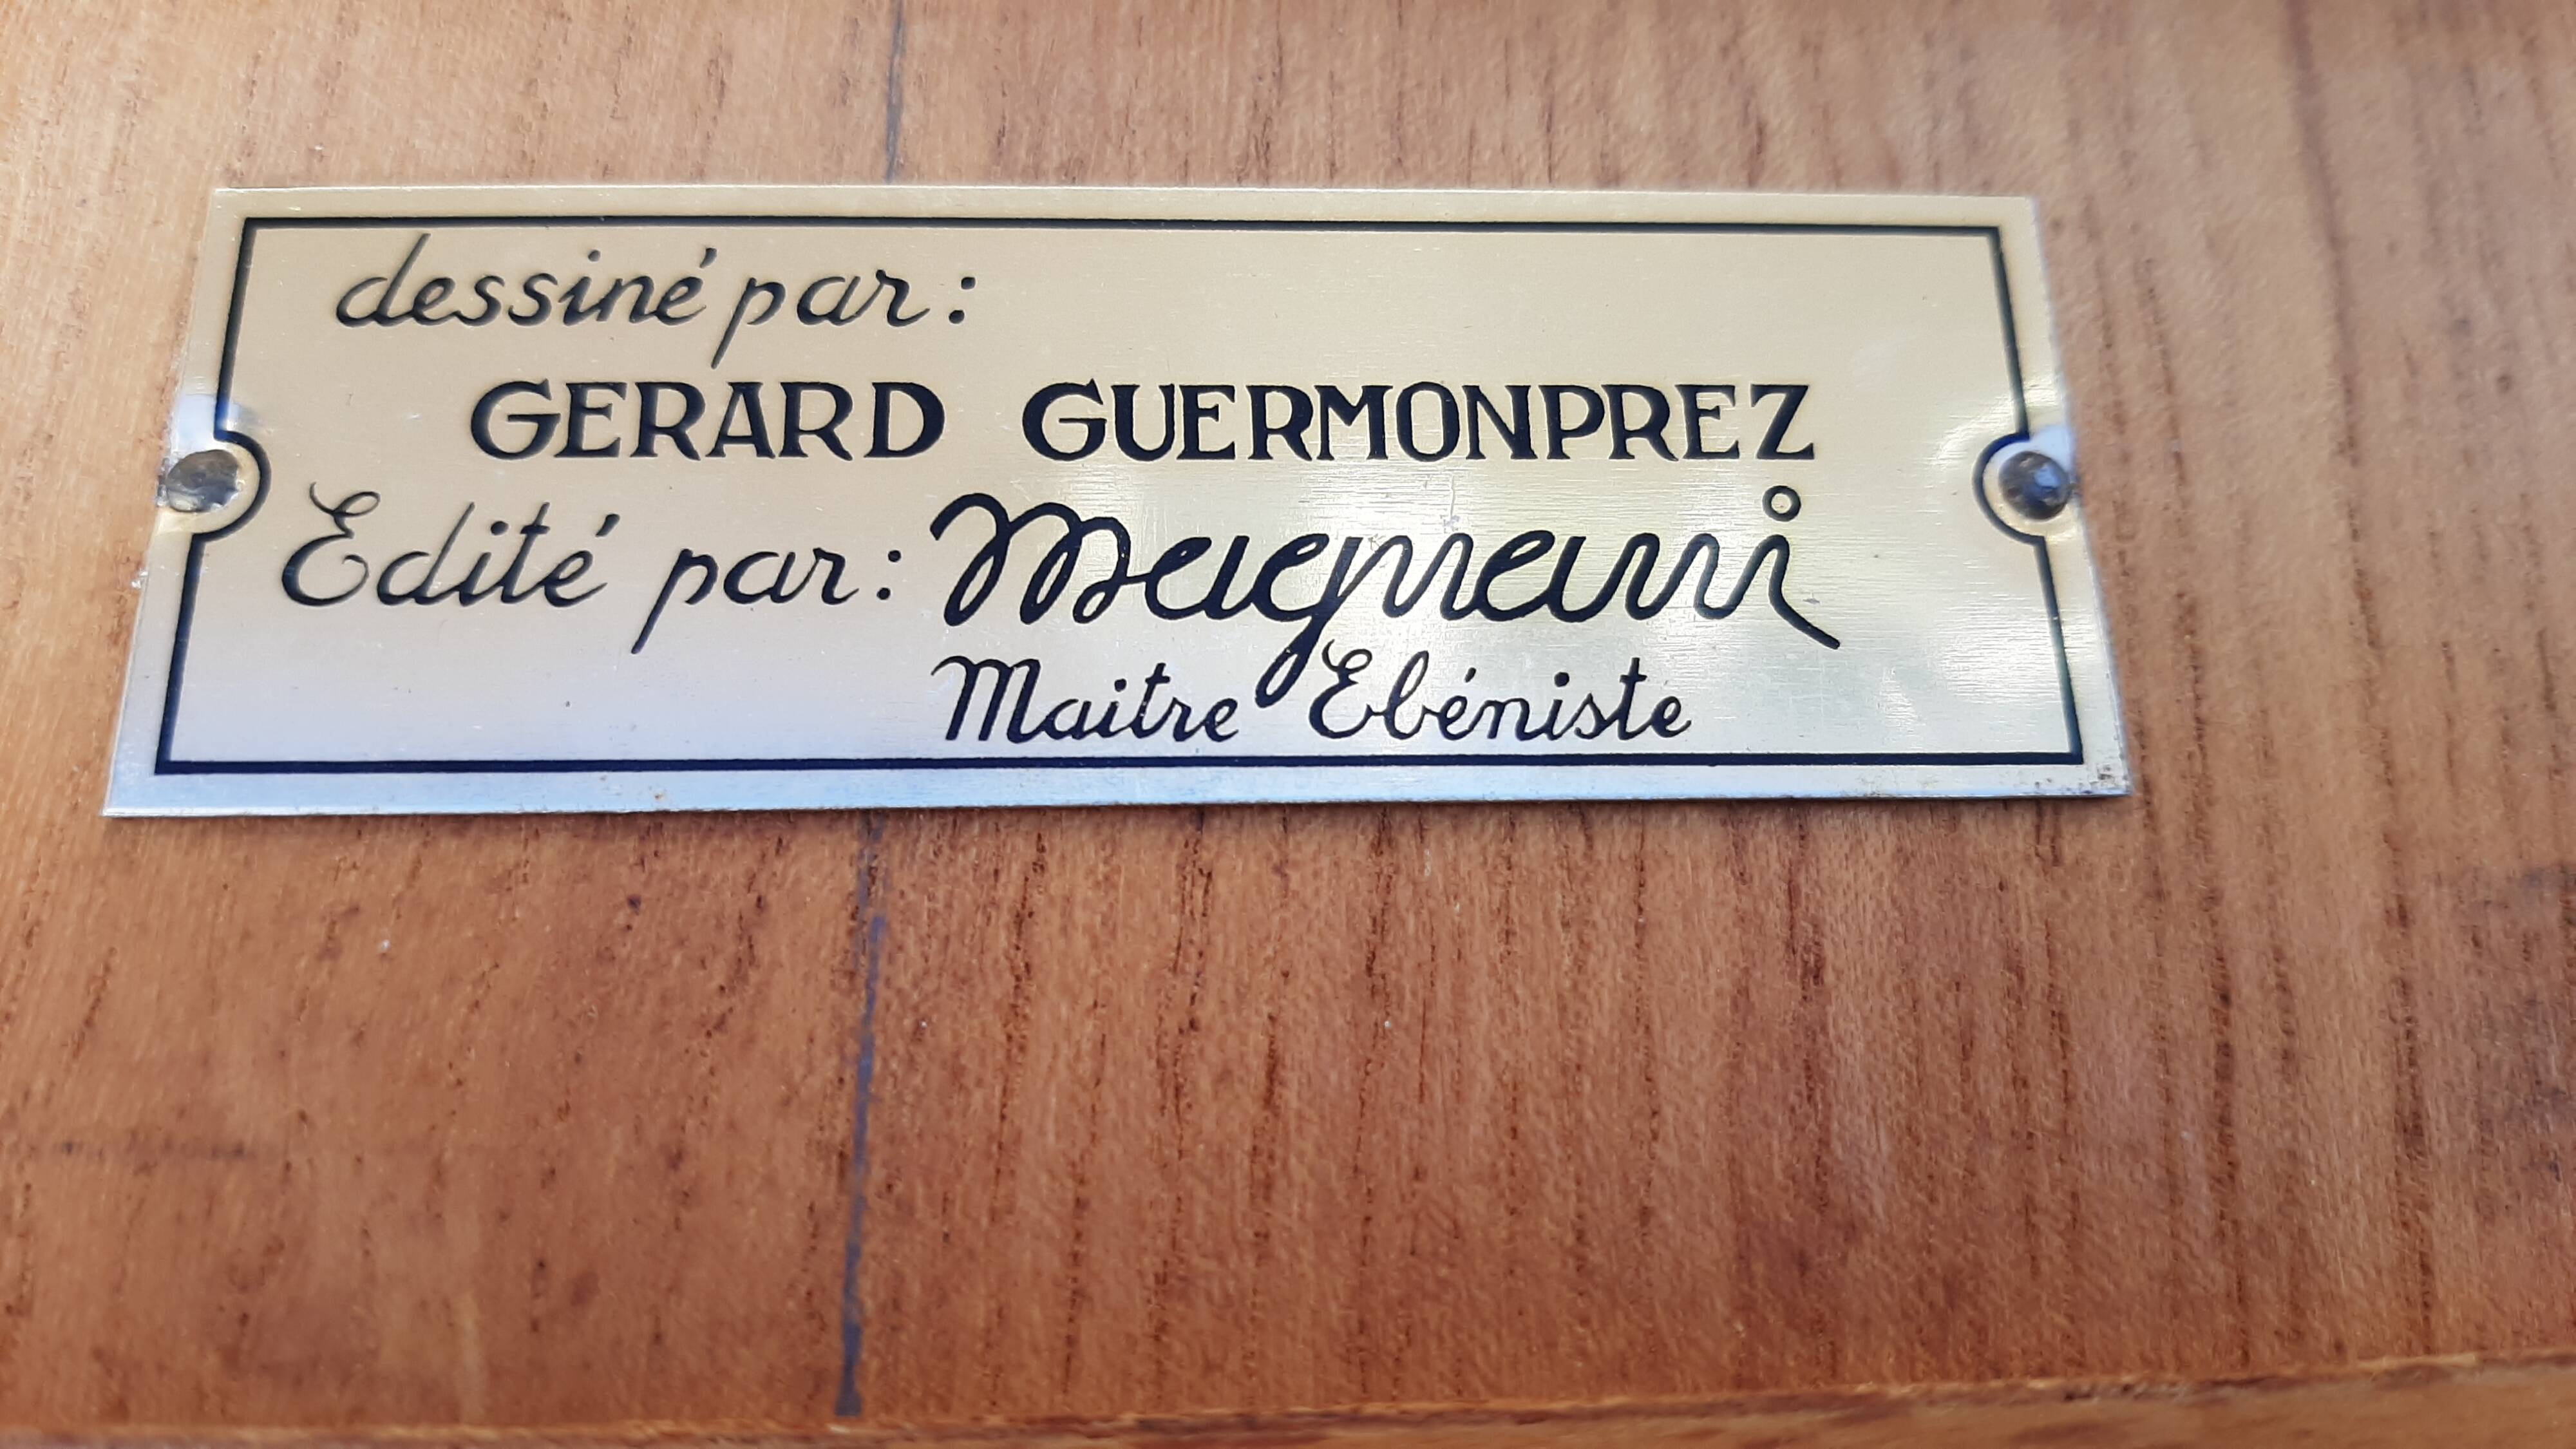 dessiné par:
GERARD GUERMONPREZ
Edité par: Magnani
Maitre Ebéniste